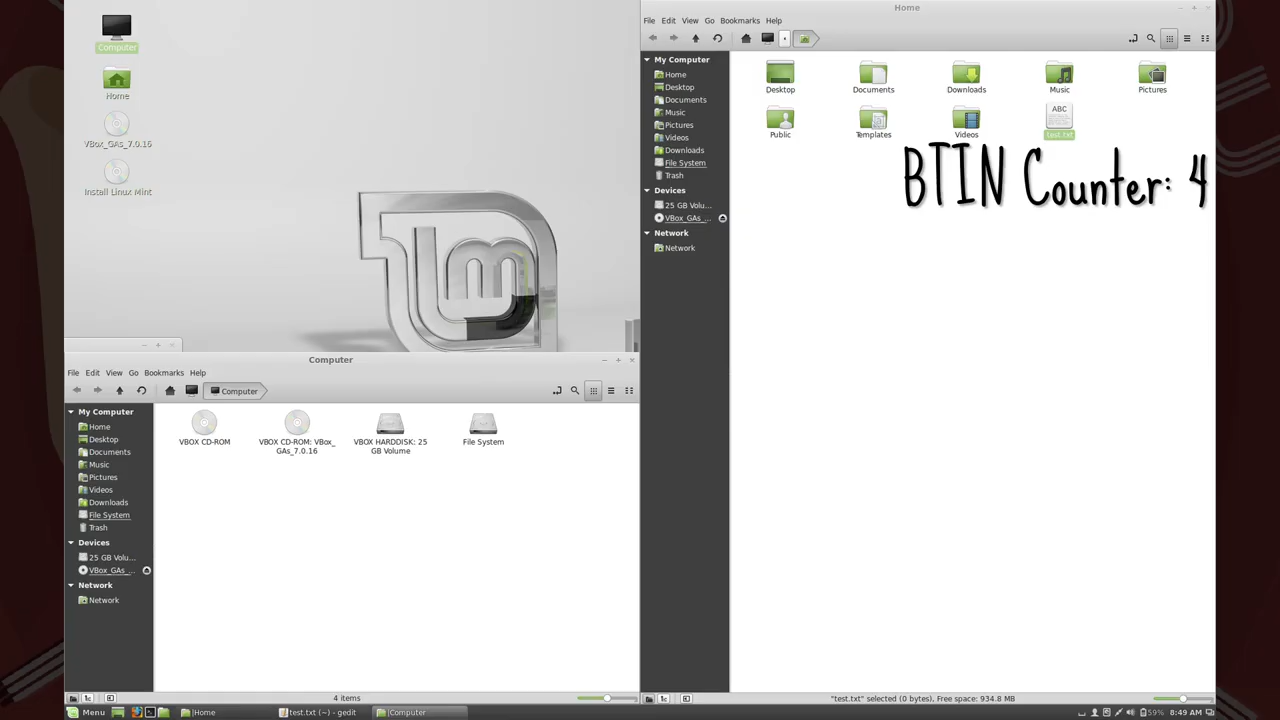 Computer
Home
VBox_GAs_7.0.16
Install Linux Mint
Computer
File Edit View Go Bookmarks Help
Computer
My Computer
Home
Desktop
Documents
Music
Pictures
Videos
Downloads
File System
Trash
Devices
25 GB Volu...
VBox_GAs_...
Network
Network
VBOX CD-ROM
VBOX CD-ROM: VBox_
GAs_7.0.16
VBOX HARDDISK: 25
GB Volume
File System
4 items
Home
File Edit View Go Bookmarks Help
My Computer
Home
Desktop
Documents
Music
Pictures
Videos
Downloads
File System
Trash
Devices
25 GB Volu...
VBox_GAs_...
Network
Network
Desktop
Documents
Downloads
Music
Pictures
Public
Templates
Videos
ABC
test.txt
BTIN Counter: 4
"test.txt" selected (0 bytes), Free space: 934.8 MB
Menu
Home
test.txt (~) - gedit
Computer
59%
8:49 AM